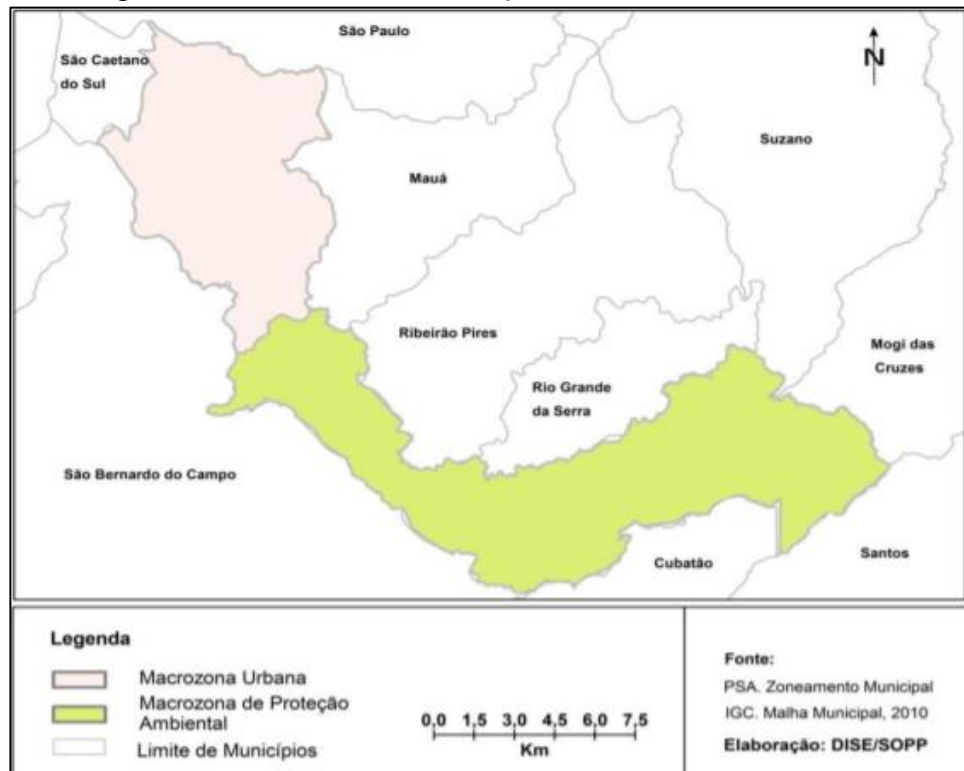 São Paulo
São Caetano
do Sul
N
Suzano
Mauá
Ribeirão Pires
Mogi das
Cruzes
Rio Grande
da Serra
São Bernardo do Campo
Cubatão
Santos
Legenda
Macrozona Urbana
Macrozona de Proteção
Ambiental
Limite de Municípios
0,0 1,5 3,0 4,5 6,0 7,5
Km
Fonte:
PSA. Zoneamento Municipal
IGC. Malha Municipal, 2010
Elaboração: DISE/SOPP